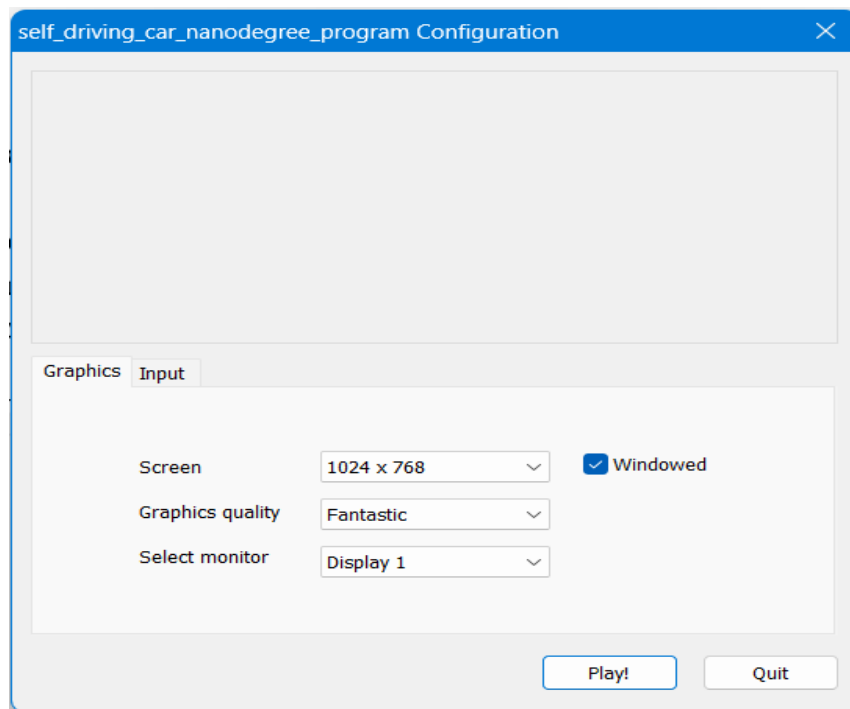 self_driving_car_nanodegree_program Configuration
Graphics
Input
Screen
1024 x 768
Windowed
Graphics quality
Fantastic
Select monitor
Display 1
Play!
Quit